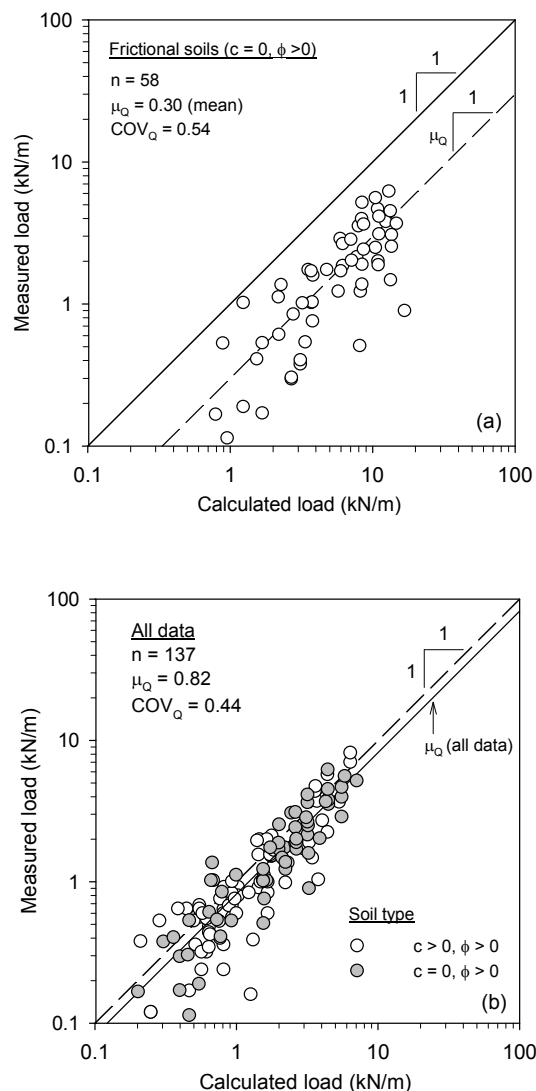 100
10
1
0.1
Measured load (kN/m)
Frictional soils (c = 0, ϕ >0)
n = 58
μQ = 0.30 (mean)
COVQ = 0.54
1
1
1
μQ
(a)
0.1 1 10 100
Calculated load (kN/m)
100
10
1
0.1
Measured load (kN/m)
All data
n = 137
μQ = 0.82
COVQ = 0.44
1
1
μQ (all data)
Soil type
c > 0, ϕ > 0
c = 0, ϕ > 0
(b)
0.1 1 10 100
Calculated load (kN/m)